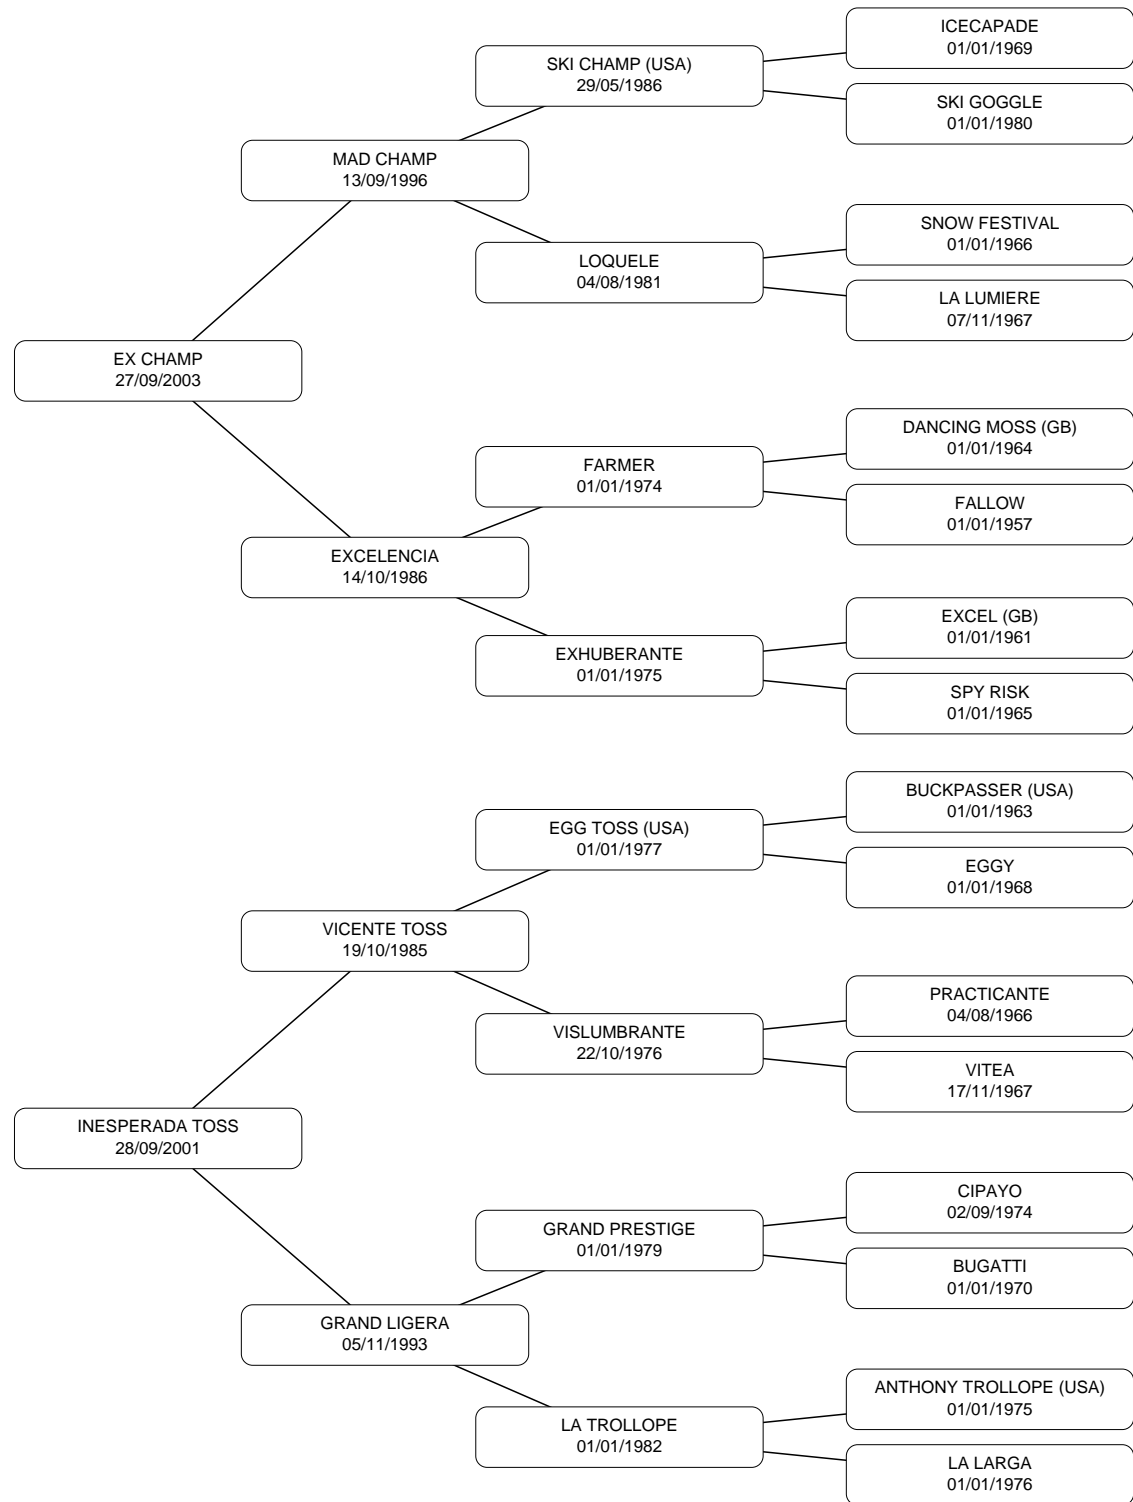 ICECAPADE
01/01/1969
SKI CHAMP (USA)
29/05/1986
SKI GOGGLE
01/01/1980
MAD CHAMP
13/09/1996
SNOW FESTIVAL
01/01/1966
LOQUELE
04/08/1981
LA LUMIERE
07/11/1967
EX CHAMP
27/09/2003
DANCING MOSS (GB)
01/01/1964
FARMER
01/01/1974
FALLOW
01/01/1957
EXCELENCIA
14/10/1986
EXCEL (GB)
01/01/1961
EXHUBERANTE
01/01/1975
SPY RISK
01/01/1965
BUCKPASSER (USA)
01/01/1963
EGG TOSS (USA)
01/01/1977
EGGY
01/01/1968
VICENTE TOSS
19/10/1985
PRACTICANTE
04/08/1966
VISLUMBRANTE
22/10/1976
VITEA
17/11/1967
INESPERADA TOSS
28/09/2001
CIPAYO
02/09/1974
GRAND PRESTIGE
01/01/1979
BUGATTI
01/01/1970
GRAND LIGERA
05/11/1993
ANTHONY TROLLOPE (USA)
01/01/1975
LA TROLLOPE
01/01/1982
LA LARGA
01/01/1976